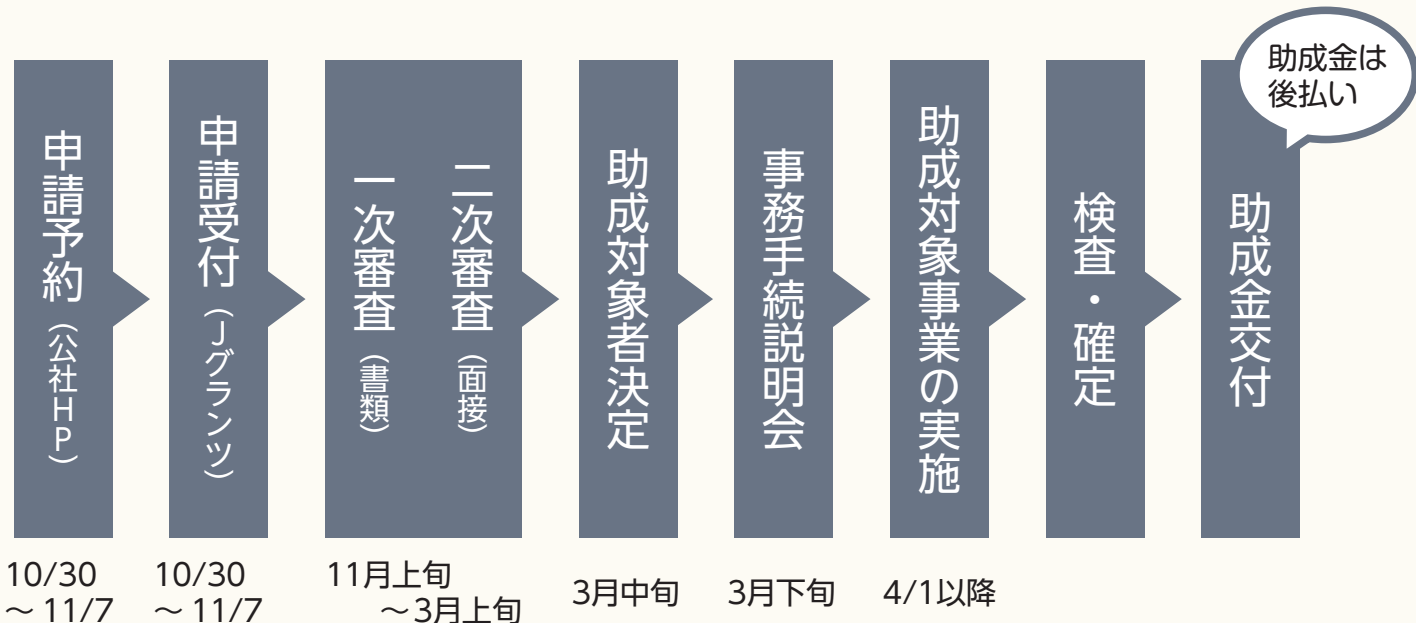 申請予約（公社HP）
申請受付（Jグランツ）
一次審査（書類）
二次審査（面接）
助成対象者決定
事務手続説明会
助成対象事業の実施
検査・確定
助成金交付
助成金は
後払い
10/30
～11/7
10/30
～11/7
11月上旬
～3月上旬
3月中旬
3月下旬
4/1以降